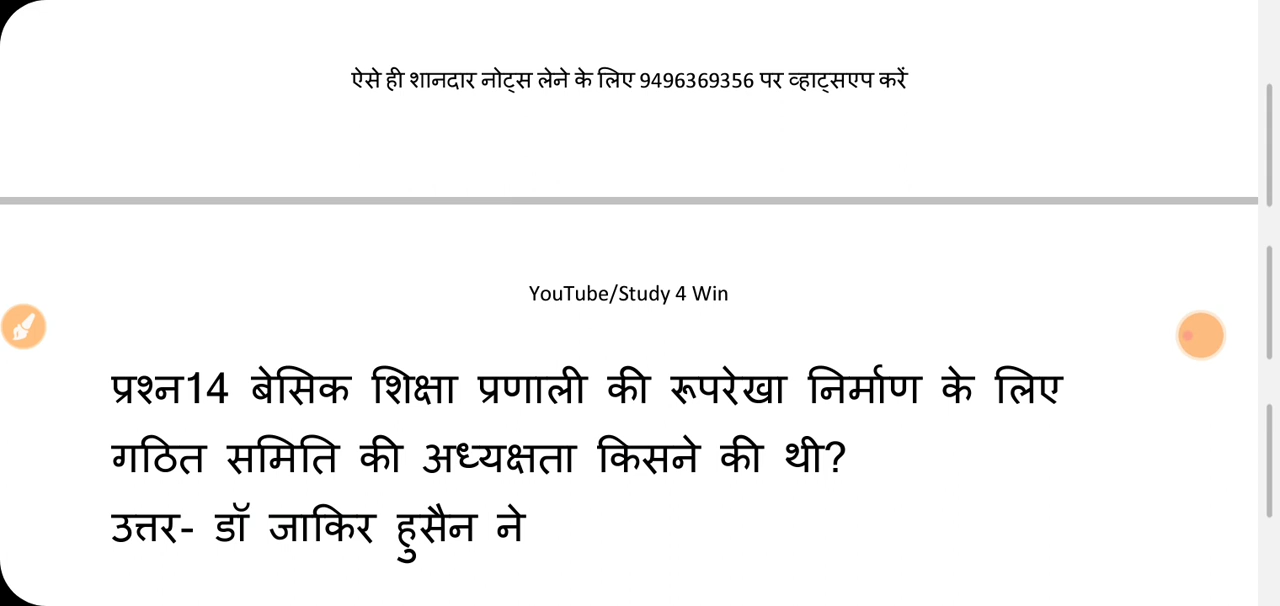 ऐसे ही शानदार नोट्स लेने के लिए 9496369356 पर व्हाट्सएप करें
YouTube/Study 4 Win
प्रश्न14 बेसिक शिक्षा प्रणाली की रूपरेखा निर्माण के लिए
गठित समिति की अध्यक्षता किसने की थी?
उत्तर- डॉ जाकिर हुसैन ने